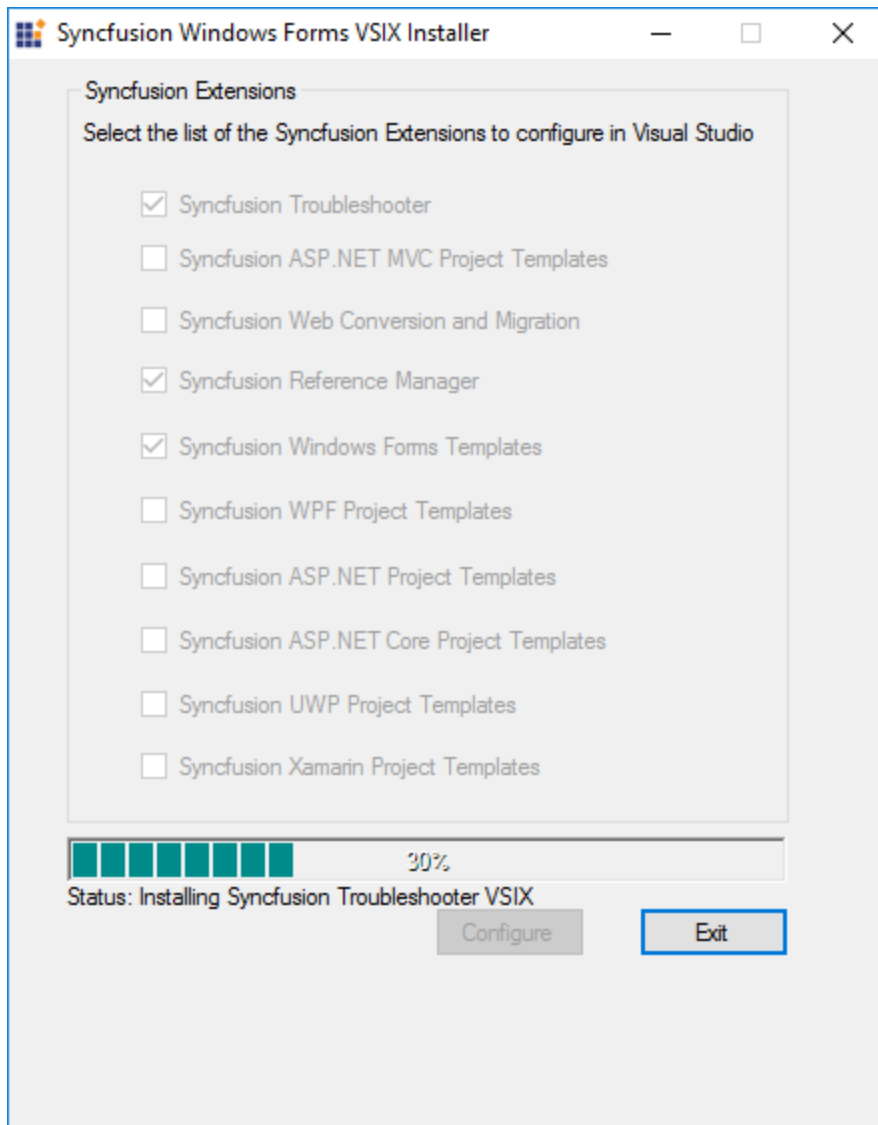 Syncfusion Windows Forms VSIX Installer
Syncfusion Extensions
Select the list of the Syncfusion Extensions to configure in Visual Studio
Syncfusion Troubleshooter
Syncfusion ASP.NET MVC Project Templates
Syncfusion Web Conversion and Migration
Syncfusion Reference Manager
Syncfusion Windows Forms Templates
Syncfusion WPF Project Templates
Syncfusion ASP.NET Project Templates
Syncfusion ASP.NET Core Project Templates
Syncfusion UWP Project Templates
Syncfusion Xamarin Project Templates
30%
Status: Installing Syncfusion Troubleshooter VSIX
Configure Exit